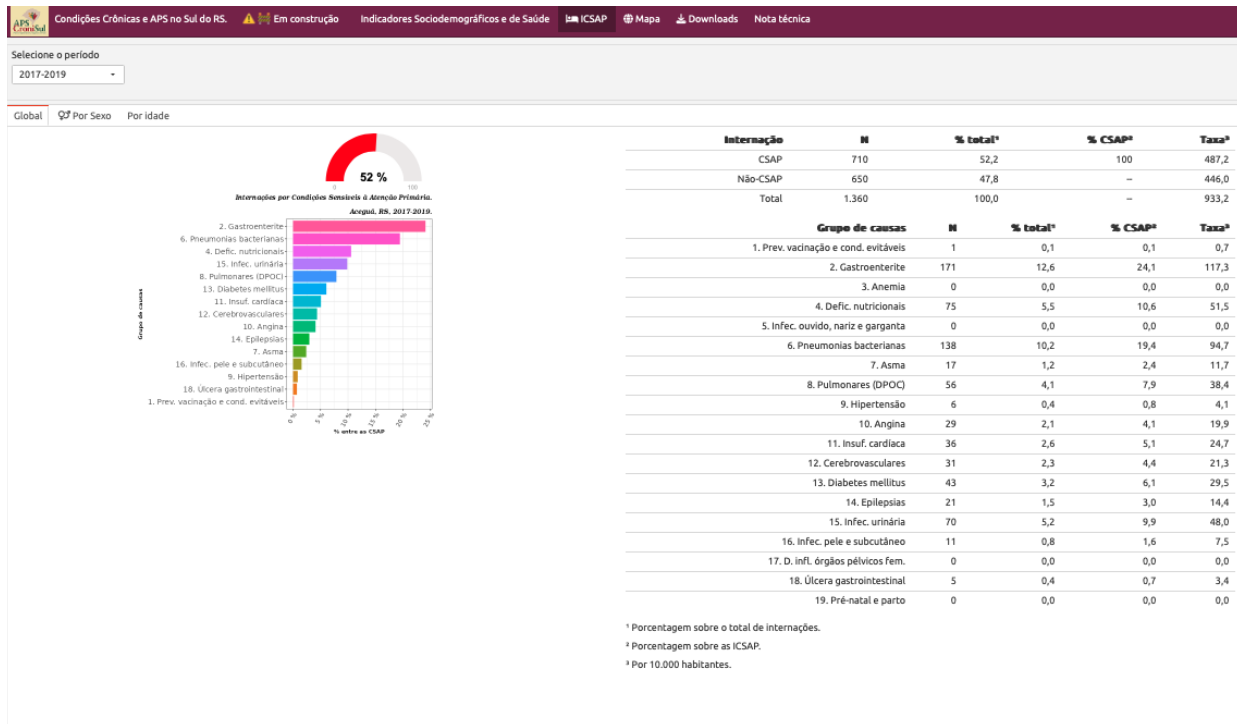 APS CroniSul
Condições Crônicas e APS no Sul do RS. Em construção Indicadores Sociodemográficos e de Saúde ICSAP Mapa Downloads Nota técnica
Selecione o período
2017-2019
Global Por Sexo Por idade
52 %
0 100
Internações por Condições Sensíveis à Atenção Primária.
Aceguá, RS, 2017-2019.
Grupo de causas
2. Gastroenterite
6. Pneumonias bacterianas
4. Defic. nutricionais
15. Infec. urinária
8. Pulmonares (DPOC)
13. Diabetes mellitus
11. Insuf. cardíaca
12. Cerebrovasculares
10. Angina
14. Epilepsias
7. Asma
16. Infec. pele e subcutâneo
9. Hipertensão
18. Úlcera gastrointestinal
1. Prev. vacinação e cond. evitáveis
0 % 5 % 10 % 15 % 20 % 25 %
% entre as CSAP
Internação N % total¹ % CSAP² Taxa³
CSAP 710 52,2 100 487,2
Não-CSAP 650 47,8 – 446,0
Total 1.360 100,0 – 933,2
Grupo de causas N % total¹ % CSAP² Taxa³
1. Prev. vacinação e cond. evitáveis 1 0,1 0,1 0,7
2. Gastroenterite 171 12,6 24,1 117,3
3. Anemia 0 0,0 0,0 0,0
4. Defic. nutricionais 75 5,5 10,6 51,5
5. Infec. ouvido, nariz e garganta 0 0,0 0,0 0,0
6. Pneumonias bacterianas 138 10,2 19,4 94,7
7. Asma 17 1,2 2,4 11,7
8. Pulmonares (DPOC) 56 4,1 7,9 38,4
9. Hipertensão 6 0,4 0,8 4,1
10. Angina 29 2,1 4,1 19,9
11. Insuf. cardíaca 36 2,6 5,1 24,7
12. Cerebrovasculares 31 2,3 4,4 21,3
13. Diabetes mellitus 43 3,2 6,1 29,5
14. Epilepsias 21 1,5 3,0 14,4
15. Infec. urinária 70 5,2 9,9 48,0
16. Infec. pele e subcutâneo 11 0,8 1,6 7,5
17. D. infl. órgãos pélvicos fem. 0 0,0 0,0 0,0
18. Úlcera gastrointestinal 5 0,4 0,7 3,4
19. Pré-natal e parto 0 0,0 0,0 0,0
¹ Porcentagem sobre o total de internações.
² Porcentagem sobre as ICSAP.
³ Por 10.000 habitantes.